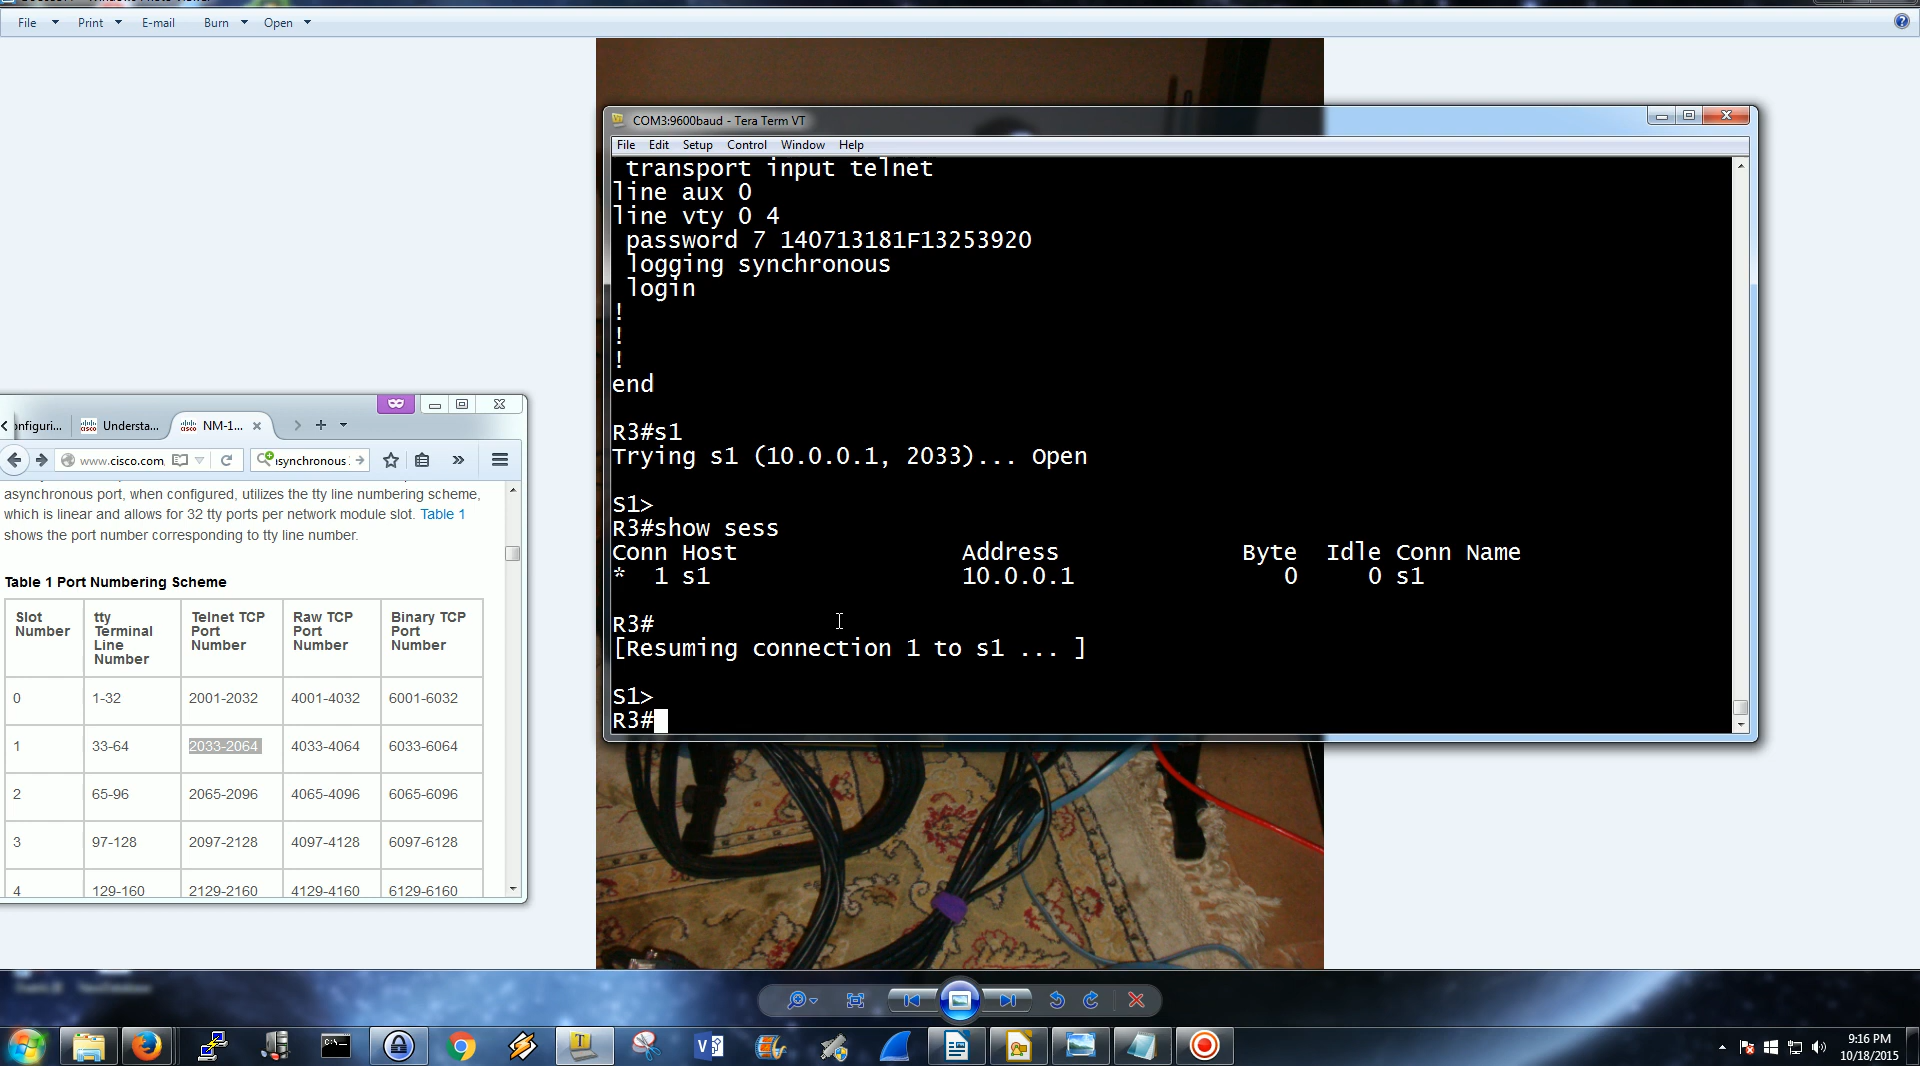 File Print E-mail Burn Open
COM3:9600baud - Tera Term VT
File Edit Setup Control Window Help
transport input telnet
line aux 0
line vty 0 4
password 7 140713181F13253920
logging synchronous
login
!
!
!
end
R3#s1
Trying s1 (10.0.0.1, 2033)... Open
S1>
R3#show sess
Conn Host Address Byte Idle Conn Name
* 1 s1 10.0.0.1 0 0 s1
R3#
[Resuming connection 1 to s1 ... ]
S1>
R3#
onfiguri... Understa... NM-1...
www.cisco.com synchronous
asynchronous port, when configured, utilizes the tty line numbering scheme,
which is linear and allows for 32 tty ports per network module slot. Table 1
shows the port number corresponding to tty line number.
Table 1 Port Numbering Scheme
Slot Number tty Terminal Line Number Telnet TCP Port Number Raw TCP Port Number Binary TCP Port Number
0 1-32 2001-2032 4001-4032 6001-6032
1 33-64 2033-2064 4033-4064 6033-6064
2 65-96 2065-2096 4065-4096 6065-6096
3 97-128 2097-2128 4097-4128 6097-6128
4 129-160 2129-2160 4129-4160 6129-6160
C:\_
9:16 PM
10/18/2015